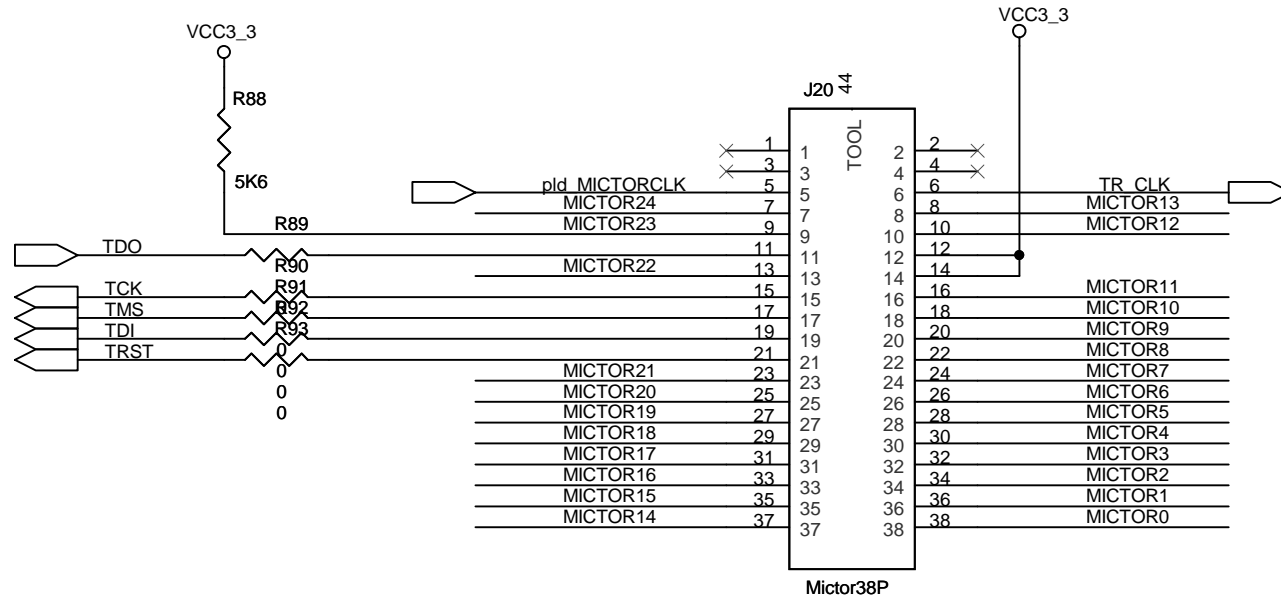 VCC3_3
VCC3_3
R88
5K6
J20 44
TOOL
1 1 2 2
3 3 4 4
pld_MICTORCLK 5 5 6 6 TR_CLK
MICTOR24 7 7 8 8 MICTOR13
R89 MICTOR23 9 9 10 10 MICTOR12
TDO 11 11 12 12
R90 MICTOR22 13 13 14 14
TCK R91 15 15 16 16 MICTOR11
TMS R92 17 17 18 18 MICTOR10
TDI R93 19 19 20 20 MICTOR9
TRST 0 21 21 22 22 MICTOR8
0 MICTOR21 23 23 24 24 MICTOR7
0 MICTOR20 25 25 26 26 MICTOR6
0 MICTOR19 27 27 28 28 MICTOR5
MICTOR18 29 29 30 30 MICTOR4
MICTOR17 31 31 32 32 MICTOR3
MICTOR16 33 33 34 34 MICTOR2
MICTOR15 35 35 36 36 MICTOR1
MICTOR14 37 37 38 38 MICTOR0
Mictor38P